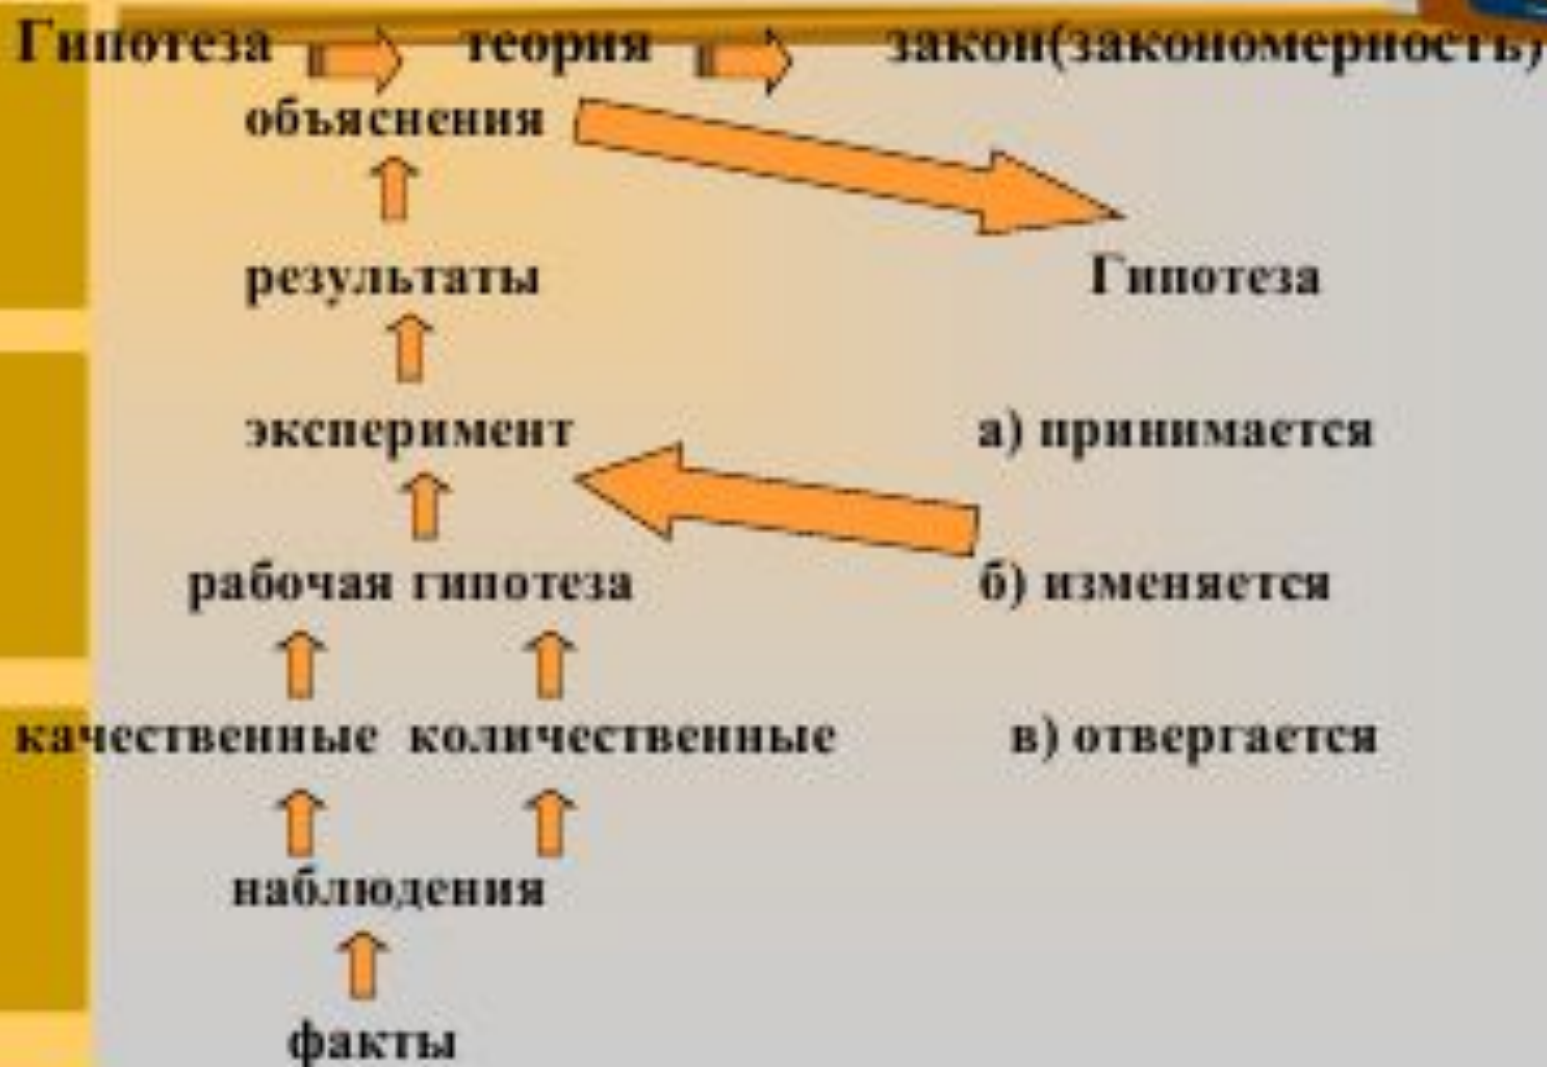 Гипотеза теория закон(закономерность)
объяснения
результаты Гипотеза
эксперимент а) принимается
рабочая гипотеза б) изменяется
качественные количественные в) отвергается
наблюдения
факты